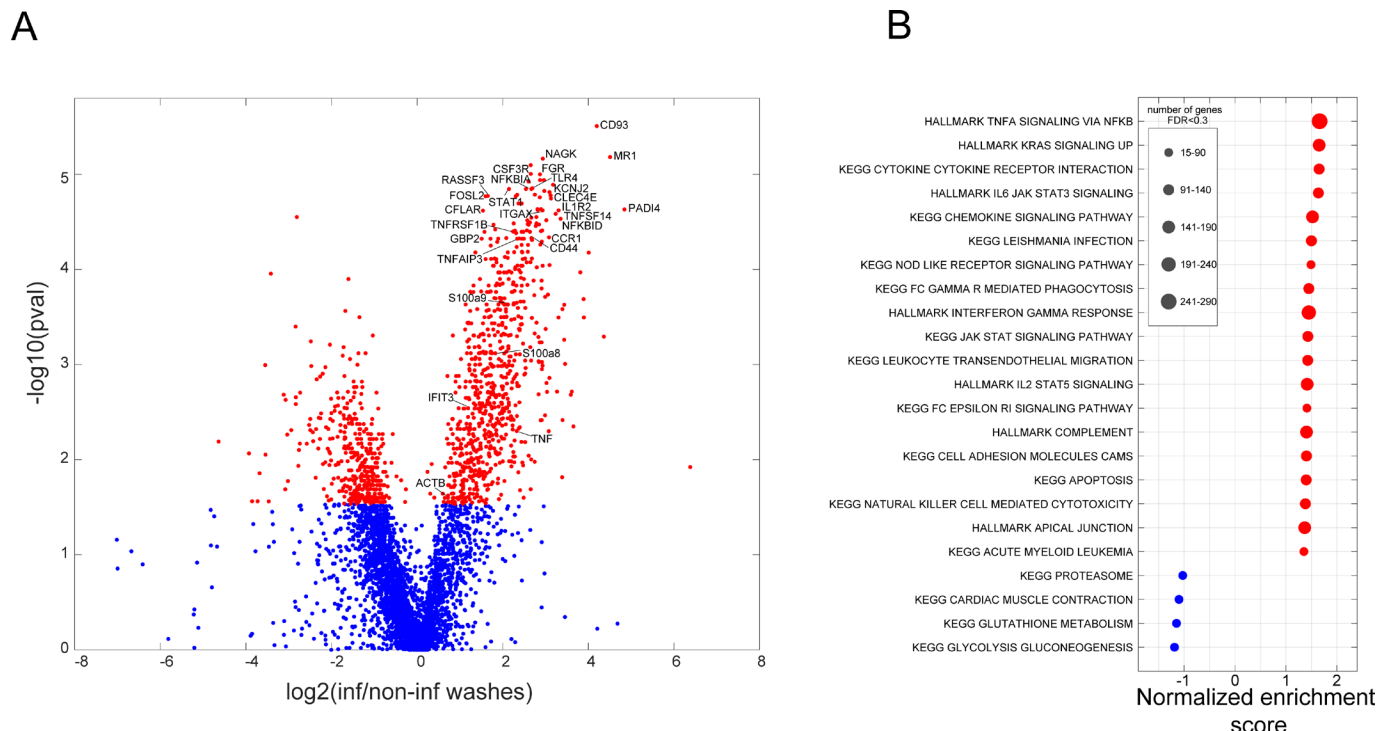 A
B
CD93
NAGK
MR1
CSF3R
FGR
NFKBIA
TLR4
RASSF3
KCNJ2
FOSL2
STAT4
CLEC4E
CFLAR
ITGAX
IL1R2
PADI4
TNFSF14
TNFRSF1B
NFKBID
GBP2
CCR1
CD44
TNFAIP3
S100a9
S100a8
IFIT3
TNF
ACTB
5
4
3
2
1
0
-8
-6
-4
-2
0
2
4
6
8
-log10(pval)
log2(inf/non-inf washes)
number of genes
FDR<0.3
15-90
91-140
141-190
191-240
241-290
HALLMARK TNFA SIGNALING VIA NFKB
HALLMARK KRAS SIGNALING UP
KEGG CYTOKINE CYTOKINE RECEPTOR INTERACTION
HALLMARK IL6 JAK STAT3 SIGNALING
KEGG CHEMOKINE SIGNALING PATHWAY
KEGG LEISHMANIA INFECTION
KEGG NOD LIKE RECEPTOR SIGNALING PATHWAY
KEGG FC GAMMA R MEDIATED PHAGOCYTOSIS
HALLMARK INTERFERON GAMMA RESPONSE
KEGG JAK STAT SIGNALING PATHWAY
KEGG LEUKOCYTE TRANSENDOTHELIAL MIGRATION
HALLMARK IL2 STAT5 SIGNALING
KEGG FC EPSILON RI SIGNALING PATHWAY
HALLMARK COMPLEMENT
KEGG CELL ADHESION MOLECULES CAMS
KEGG APOPTOSIS
KEGG NATURAL KILLER CELL MEDIATED CYTOTOXICITY
HALLMARK APICAL JUNCTION
KEGG ACUTE MYELOID LEUKEMIA
KEGG PROTEASOME
KEGG CARDIAC MUSCLE CONTRACTION
KEGG GLUTATHIONE METABOLISM
KEGG GLYCOLYSIS GLUCONEOGENESIS
-1
0
1
2
Normalized enrichment
score